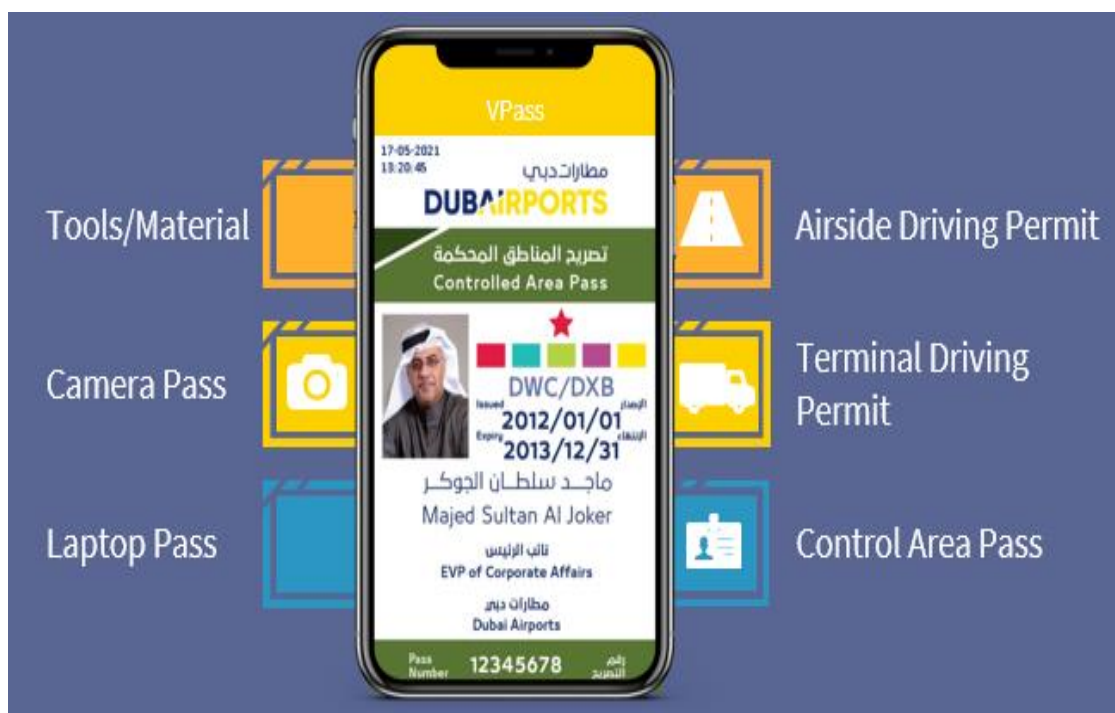 VPass
17-05-2021
13:20:45
مطارات دبي
DUBAiRPORTS
تصريح المناطق المحكمة
Controlled Area Pass
DWC/DXB
Issued 2012/01/01 الإصدار
Expiry 2013/12/31 الإنتهاء
ماجد سلطان الجوكر
Majed Sultan Al Joker
نائب الرئيس
EVP of Corporate Affairs
مطارات دبي
Dubai Airports
Pass Number 12345678 رقم التصريح
Tools/Material
Camera Pass
Laptop Pass
Airside Driving Permit
Terminal Driving
Permit
Control Area Pass